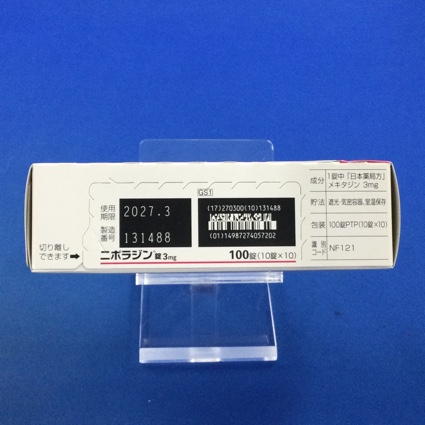 GS1
使用
期限
2027.3
製造
番号
131488
(17)270300(10)131488
(01)14987274057202
切り離し
できます➡
ニポラジン錠3mg
100錠(10錠×10)
成分
1錠中「日本薬局方」
メキタジン 3mg
貯法
遮光・気密容器、室温保存
包装
100錠PTP(10錠×10)
識別
コード
NF121